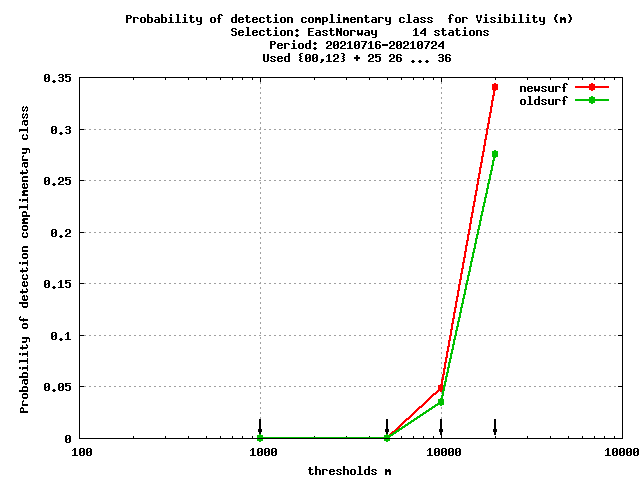 Probability of detection complimentary class for Visibility (m)
Selection: EastNorway 14 stations
Period: 20210716-20210724
Used {00,12} + 25 26 ... 36
newsurf
oldsurf
Probability of detection complimentary class
0.35
0.3
0.25
0.2
0.15
0.1
0.05
0
100 1000 10000 10000
thresholds m